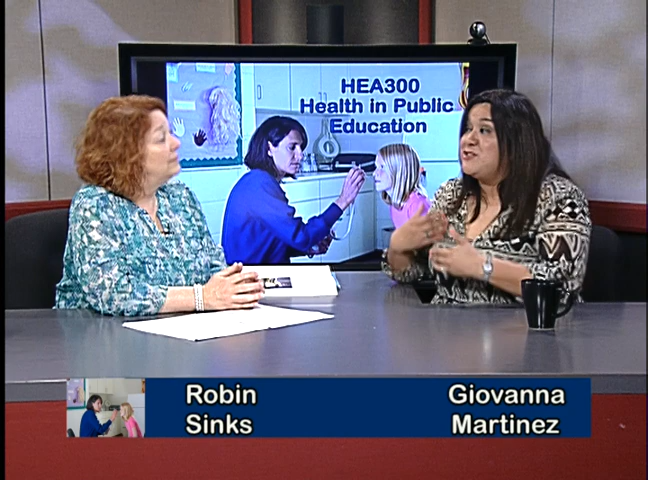 HEA300
Health in Public
Education
Robin
Sinks
Giovanna
Martinez